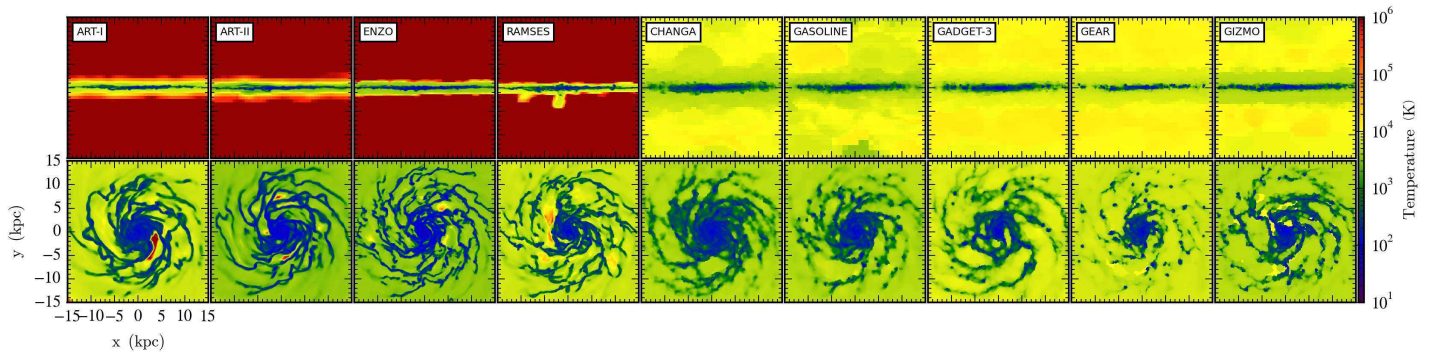 ART-I ART-II ENZO RAMSES CHANGA GASOLINE GADGET-3 GEAR GIZMO
10^6
10^5
10^4
10^3
10^2
10^1
Temperature (K)
15
10
5
0
−5
−10
−15
y (kpc)
−15 −10 −5 0 5 10 15
x (kpc)